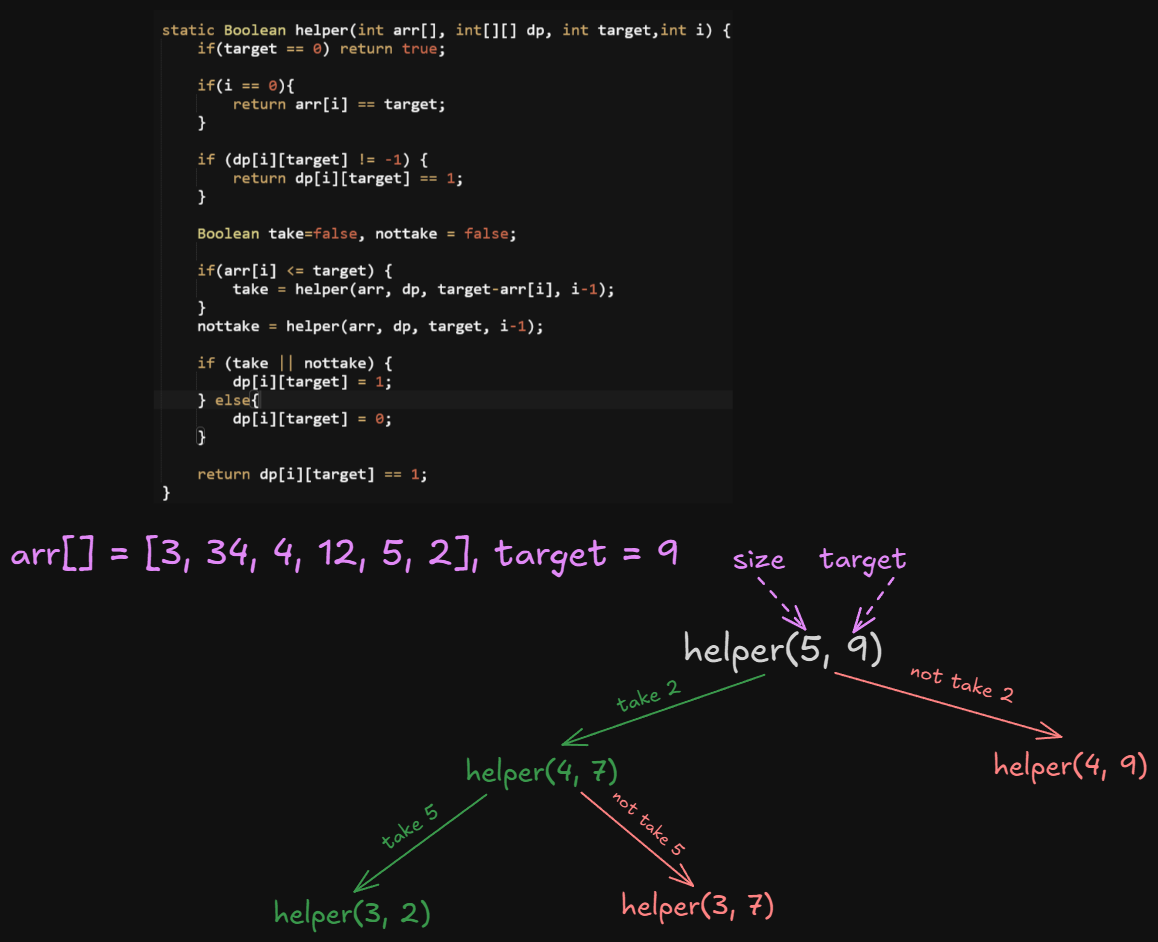 static Boolean helper(int arr[], int[][] dp, int target,int i) {
if(target == 0) return true;
if(i == 0){
return arr[i] == target;
}
if (dp[i][target] != -1) {
return dp[i][target] == 1;
}
Boolean take=false, nottake = false;
if(arr[i] <= target) {
take = helper(arr, dp, target-arr[i], i-1);
}
nottake = helper(arr, dp, target, i-1);
if (take || nottake) {
dp[i][target] = 1;
} else{
dp[i][target] = 0;
}
return dp[i][target] == 1;
}
arr[] = [3, 34, 4, 12, 5, 2], target = 9
size target
helper(5, 9)
take 2
not take 2
helper(4, 7)
helper(4, 9)
take 5
not take 5
helper(3, 2)
helper(3, 7)